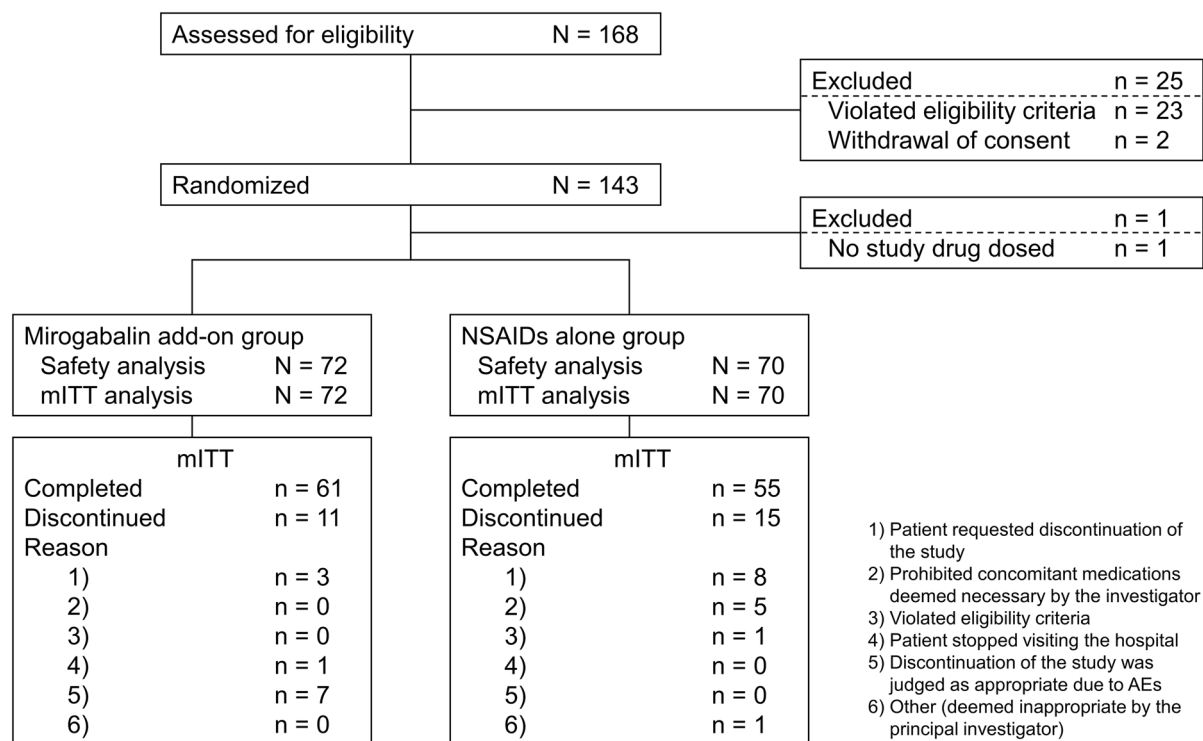 Assessed for eligibility N = 168
Excluded n = 25
Violated eligibility criteria n = 23
Withdrawal of consent n = 2
Randomized N = 143
Excluded n = 1
No study drug dosed n = 1
Mirogabalin add-on group
Safety analysis N = 72
mITT analysis N = 72
NSAIDs alone group
Safety analysis N = 70
mITT analysis N = 70
mITT
Completed n = 61
Discontinued n = 11
Reason
1) n = 3
2) n = 0
3) n = 0
4) n = 1
5) n = 7
6) n = 0
mITT
Completed n = 55
Discontinued n = 15
Reason
1) n = 8
2) n = 5
3) n = 1
4) n = 0
5) n = 0
6) n = 1
1) Patient requested discontinuation of
the study
2) Prohibited concomitant medications
deemed necessary by the investigator
3) Violated eligibility criteria
4) Patient stopped visiting the hospital
5) Discontinuation of the study was
judged as appropriate due to AEs
6) Other (deemed inappropriate by the
principal investigator)